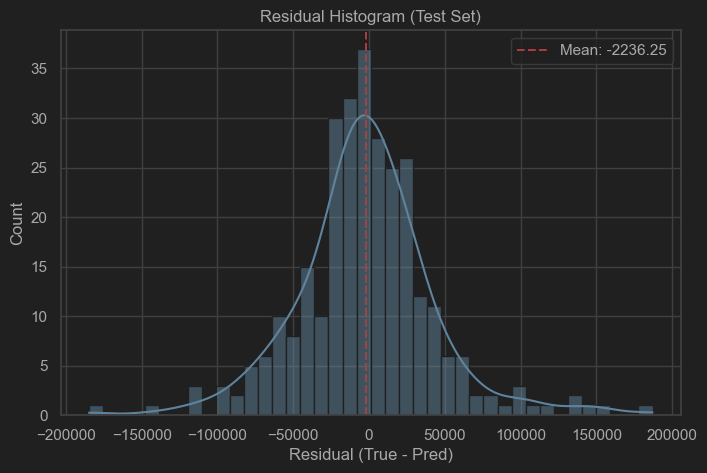 Residual Histogram (Test Set)
Mean: -2236.25
35
30
25
20
15
10
5
0
Count
−200000 −150000 −100000 −50000 0 50000 100000 150000 200000
Residual (True - Pred)